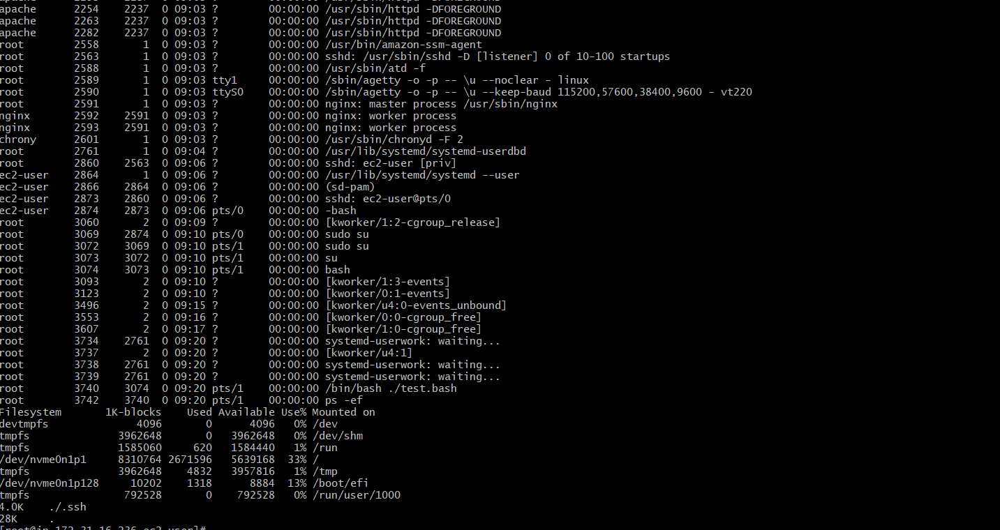 apache      2254    2237  0 09:03 ?        00:00:00 /usr/sbin/httpd -DFOREGROUND
apache      2263    2237  0 09:03 ?        00:00:00 /usr/sbin/httpd -DFOREGROUND
apache      2282    2237  0 09:03 ?        00:00:00 /usr/sbin/httpd -DFOREGROUND
root        2558       1  0 09:03 ?        00:00:00 /usr/bin/amazon-ssm-agent
root        2563       1  0 09:03 ?        00:00:00 sshd: /usr/sbin/sshd -D [listener] 0 of 10-100 startups
root        2588       1  0 09:03 ?        00:00:00 /usr/sbin/atd -f
root        2589       1  0 09:03 tty1     00:00:00 /sbin/agetty -o -p -- \u --noclear - linux
root        2590       1  0 09:03 ttyS0    00:00:00 /sbin/agetty -o -p -- \u --keep-baud 115200,57600,38400,9600 - vt220
root        2591       1  0 09:03 ?        00:00:00 nginx: master process /usr/sbin/nginx
nginx       2592    2591  0 09:03 ?        00:00:00 nginx: worker process
nginx       2593    2591  0 09:03 ?        00:00:00 nginx: worker process
chrony      2601       1  0 09:03 ?        00:00:00 /usr/sbin/chronyd -F 2
root        2761       1  0 09:04 ?        00:00:00 /usr/lib/systemd/systemd-userdbd
root        2860    2563  0 09:06 ?        00:00:00 sshd: ec2-user [priv]
ec2-user    2864       1  0 09:06 ?        00:00:00 /usr/lib/systemd/systemd --user
ec2-user    2866    2864  0 09:06 ?        00:00:00 (sd-pam)
ec2-user    2873    2860  0 09:06 ?        00:00:00 sshd: ec2-user@pts/0
ec2-user    2874    2873  0 09:06 pts/0    00:00:00 -bash
root        3060       2  0 09:09 ?        00:00:00 [kworker/1:2-cgroup_release]
root        3069    2874  0 09:10 pts/0    00:00:00 sudo su
root        3072    3069  0 09:10 pts/1    00:00:00 sudo su
root        3073    3072  0 09:10 pts/1    00:00:00 su
root        3074    3073  0 09:10 pts/1    00:00:00 bash
root        3093       2  0 09:10 ?        00:00:00 [kworker/1:3-events]
root        3123       2  0 09:10 ?        00:00:00 [kworker/0:1-events]
root        3496       2  0 09:15 ?        00:00:00 [kworker/u4:0-events_unbound]
root        3553       2  0 09:16 ?        00:00:00 [kworker/0:0-cgroup_free]
root        3607       2  0 09:17 ?        00:00:00 [kworker/1:0-cgroup_free]
root        3734    2761  0 09:20 ?        00:00:00 systemd-userwork: waiting...
root        3737       2  0 09:20 ?        00:00:00 [kworker/u4:1]
root        3738    2761  0 09:20 ?        00:00:00 systemd-userwork: waiting...
root        3739    2761  0 09:20 ?        00:00:00 systemd-userwork: waiting...
root        3740    3074  0 09:20 pts/1    00:00:00 /bin/bash ./test.bash
root        3742    3740  0 09:20 pts/1    00:00:00 ps -ef
Filesystem       1K-blocks    Used Available Use% Mounted on
devtmpfs              4096       0      4096   0% /dev
tmpfs              3962648       0   3962648   0% /dev/shm
tmpfs              1585060     620   1584440   1% /run
/dev/nvme0n1p1     8310764 2671596   5639168  33% /
tmpfs              3962648    4832   3957816   1% /tmp
/dev/nvme0n1p128     10202    1318      8884  13% /boot/efi
tmpfs               792528       0    792528   0% /run/user/1000
4.0K    ./.ssh
28K     .